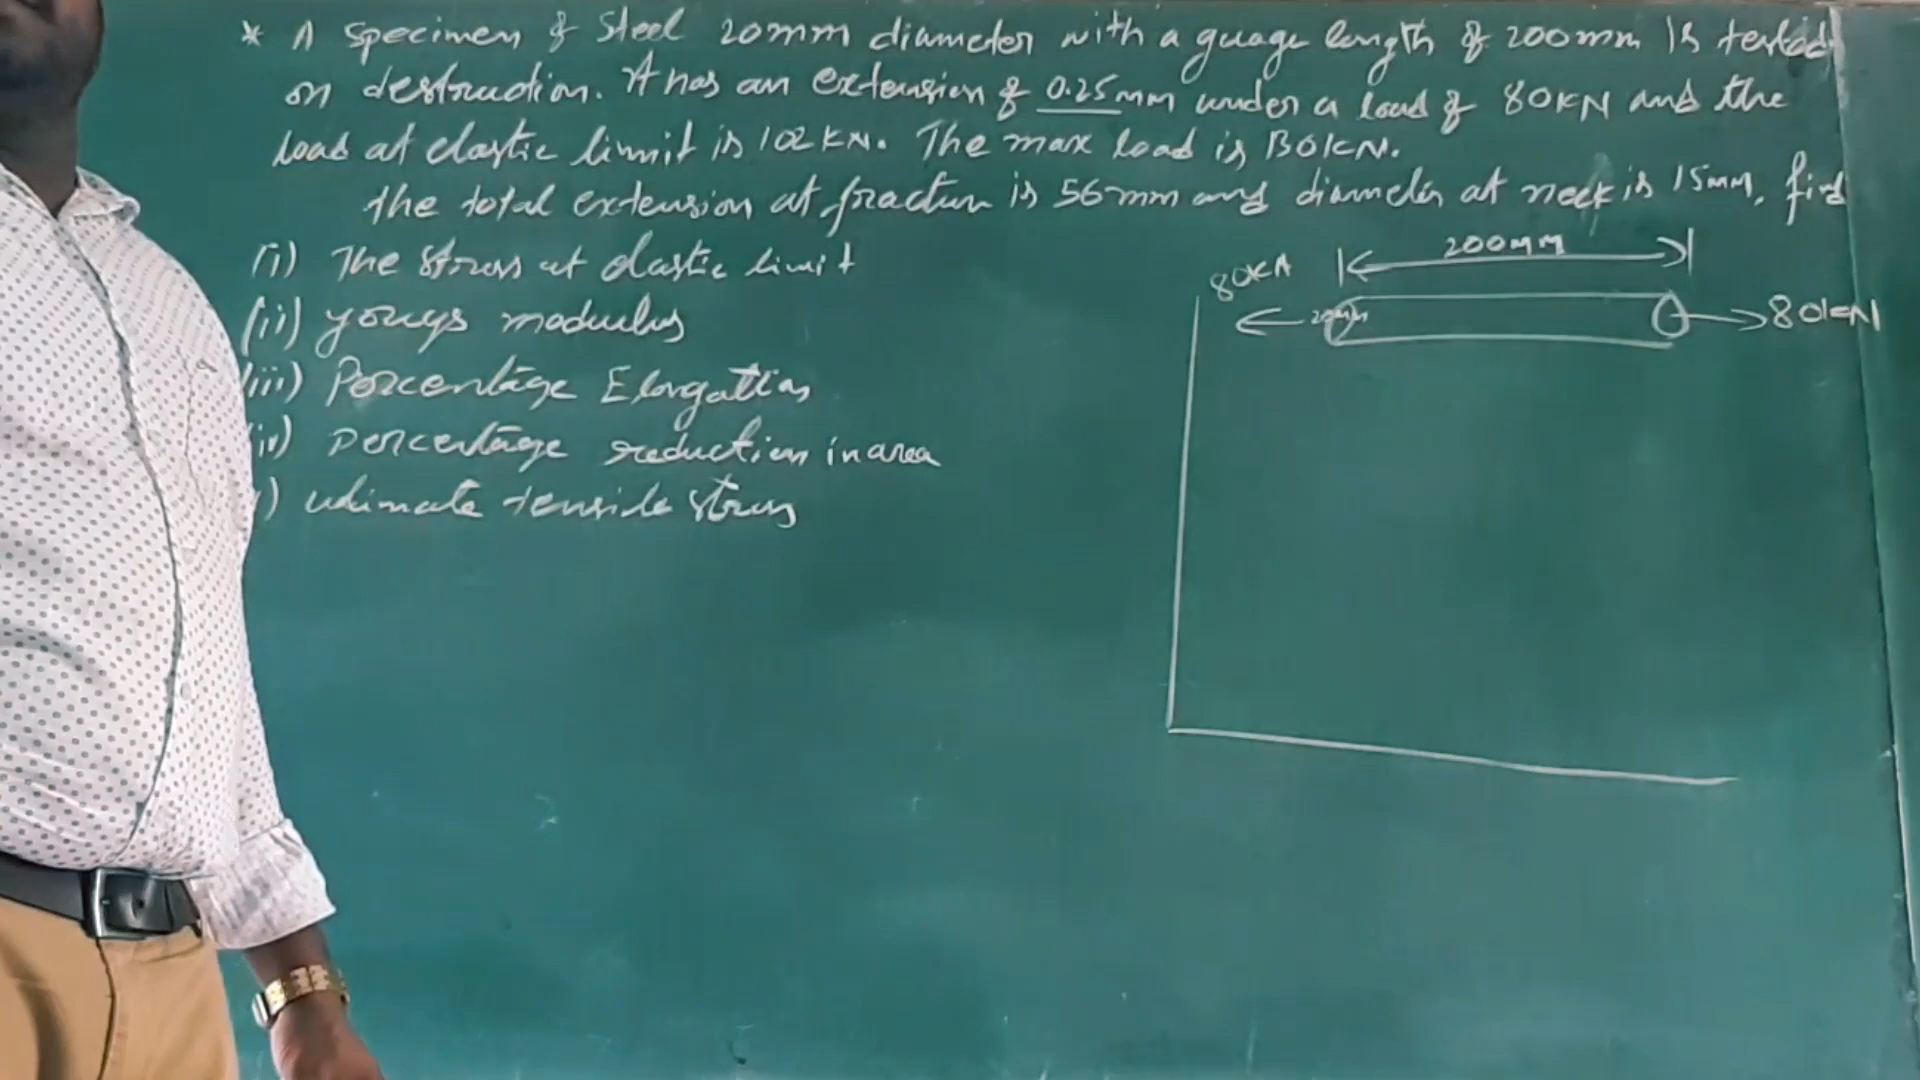 * A specimen of Steel 20mm diameter with a guage length of 200mm is tested
on destruction. It has an extension of 0.25mm under a load of 80KN and the
load at elastic limit is 102KN. The max load is 130KN.
the total extension at fracture is 56mm and diameter at neck is 15mm, find
(i) The stress at elastic limit
(ii) youngs modulus
(iii) Percentage Elongation
(iv) percentage reduction in area
) ultimate tensile stress
200mm
80KN
20mm
80KN